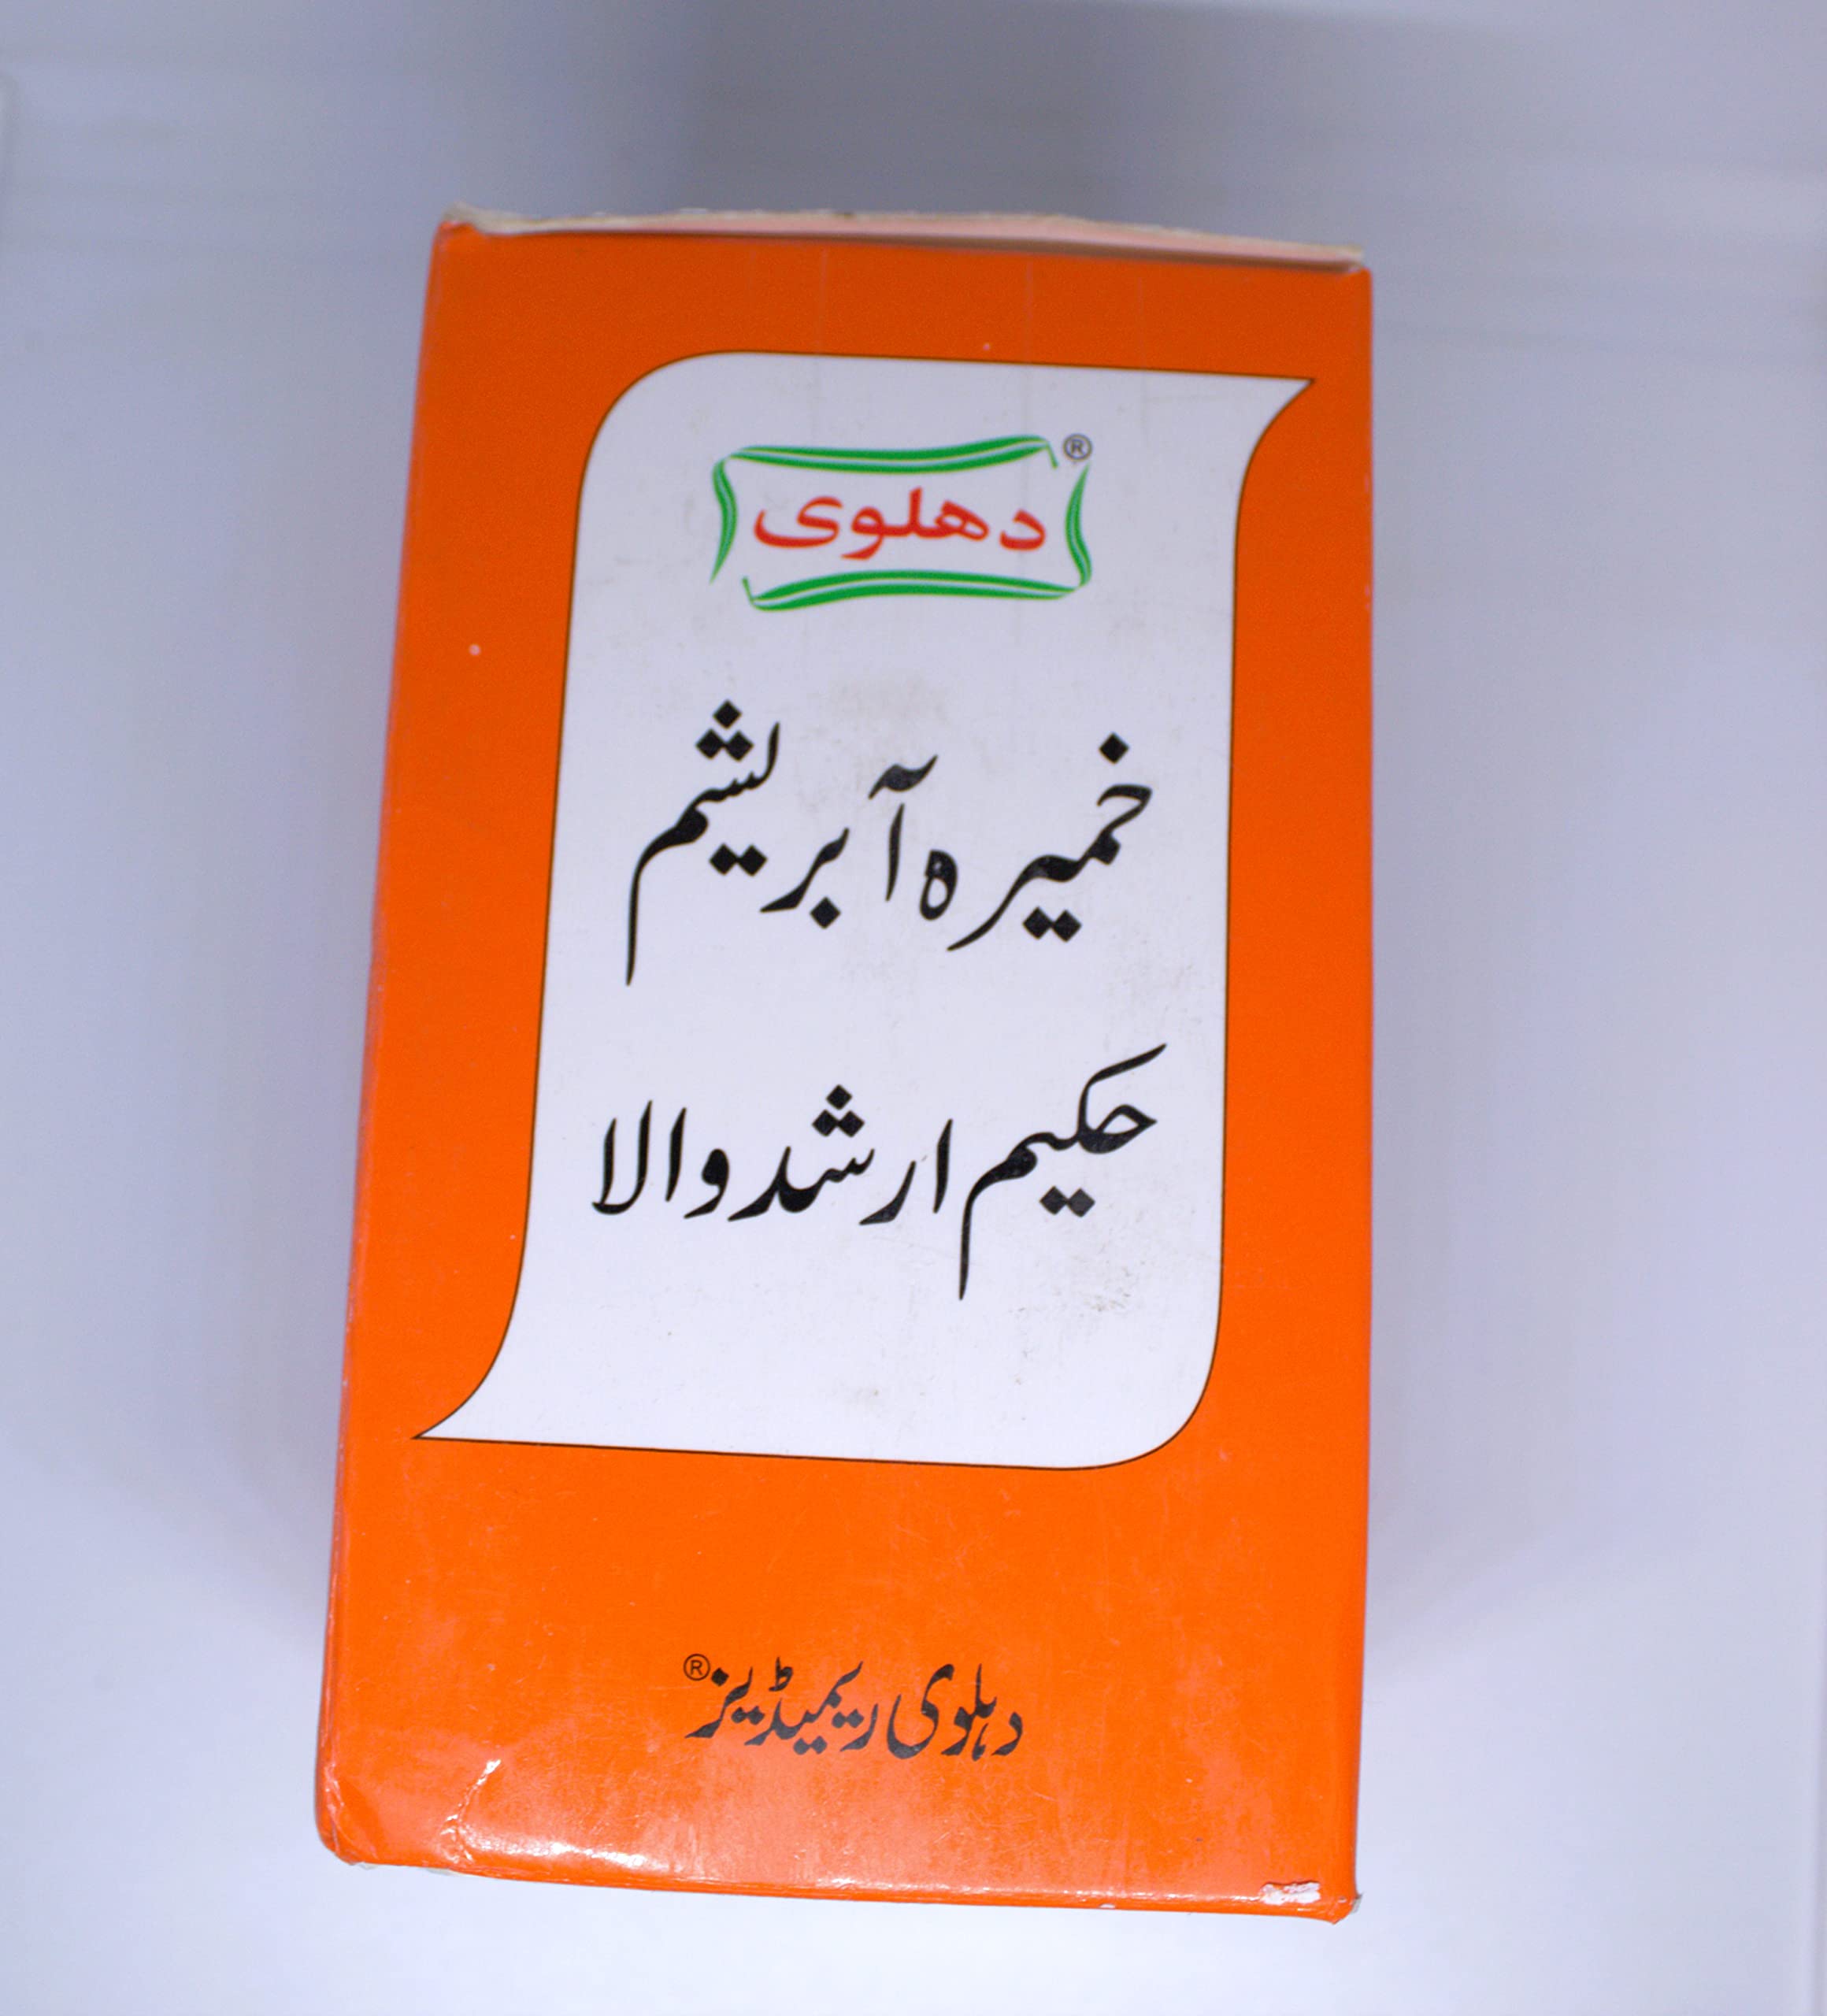 دهلوی ®
خمیرہ آبریشم
حکیم ارشد والا
دہلوی ریمیڈیز ®